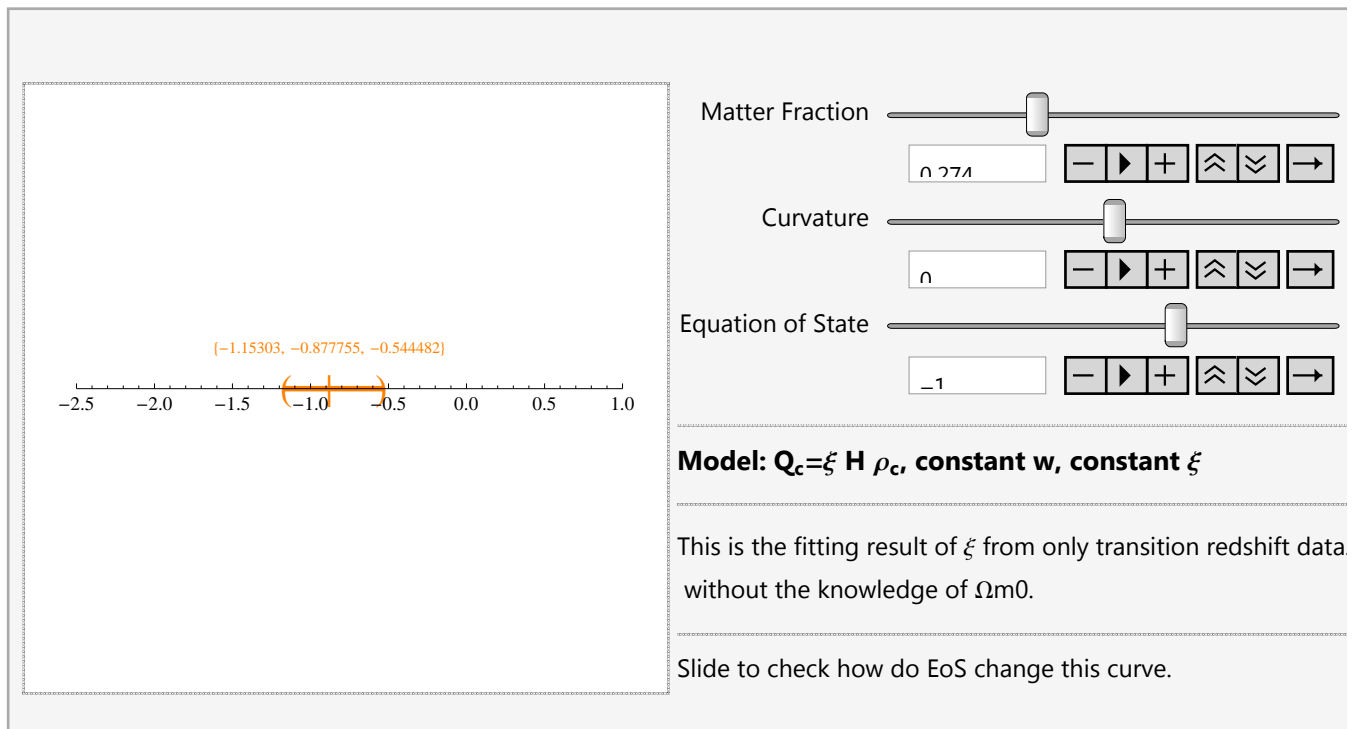 Matter Fraction
0.274
Curvature
0
Equation of State
−1
{−1.15303, −0.877755, −0.544482}
−2.5 −2.0 −1.5 −1.0 −0.5 0.0 0.5 1.0
Model: Qc=ξ H ρc, constant w, constant ξ
This is the fitting result of ξ from only transition redshift data,
without the knowledge of Ωm0.
Slide to check how do EoS change this curve.